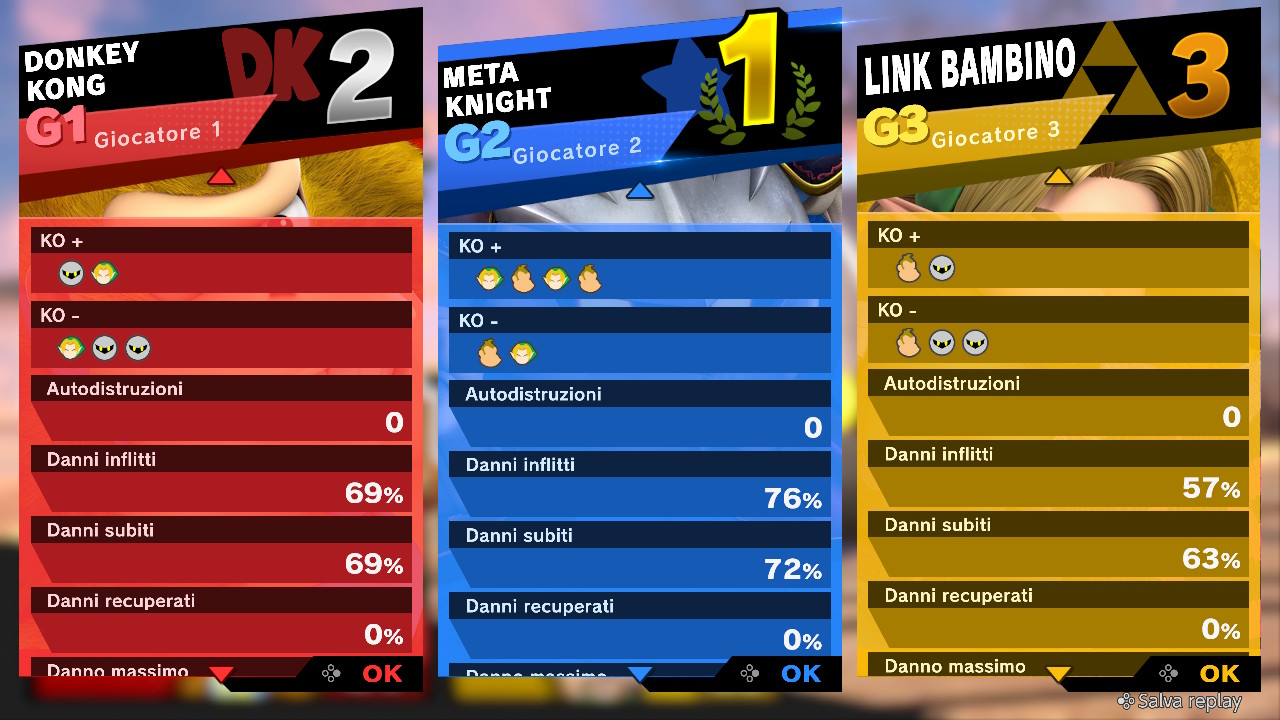 DONKEY
KONG
DK
2
G1 Giocatore 1
KO +
KO -
Autodistruzioni
0
Danni inflitti
69%
Danni subiti
69%
Danni recuperati
0%
Danno massimo
OK
META
KNIGHT
1
G2 Giocatore 2
KO +
KO -
Autodistruzioni
0
Danni inflitti
76%
Danni subiti
72%
Danni recuperati
0%
Danno massimo
OK
LINK BAMBINO
3
G3 Giocatore 3
KO +
KO -
Autodistruzioni
0
Danni inflitti
57%
Danni subiti
63%
Danni recuperati
0%
Danno massimo
OK
Salva replay